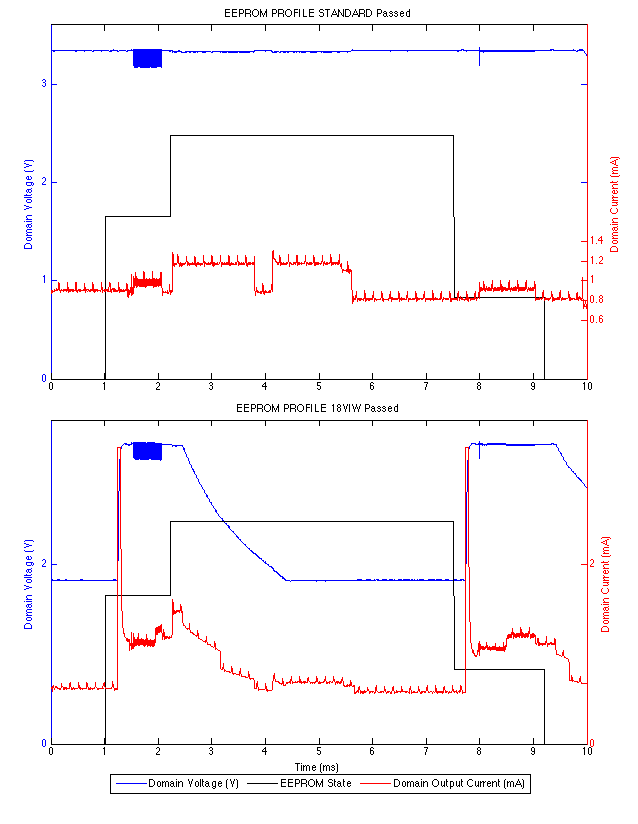 EEPROM PROFILE STANDARD Passed
3
2
1
0
Domain Voltage (V)
1.4
1.2
1
0.8
0.6
Domain Current (mA)
0 1 2 3 4 5 6 7 8 9 10
EEPROM PROFILE 18VIW Passed
2
0
Domain Voltage (V)
2
0
Domain Current (mA)
0 1 2 3 4 5 6 7 8 9 10
Time (ms)
Domain Voltage (V) EEPROM State Domain Output Current (mA)